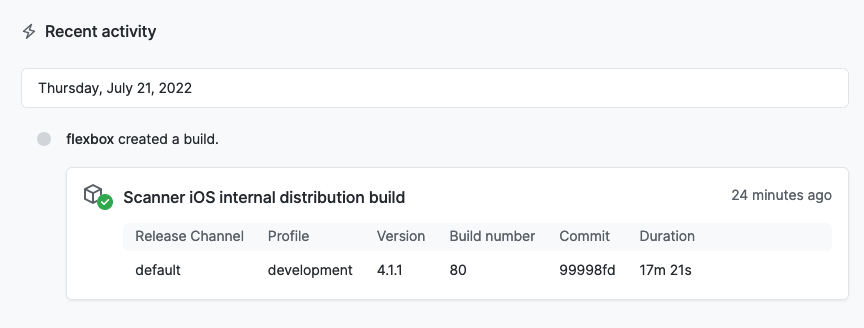 Recent activity
Thursday, July 21, 2022
flexbox created a build.
Scanner iOS internal distribution build 24 minutes ago
Release Channel Profile Version Build number Commit Duration
default development 4.1.1 80 99998fd 17m 21s